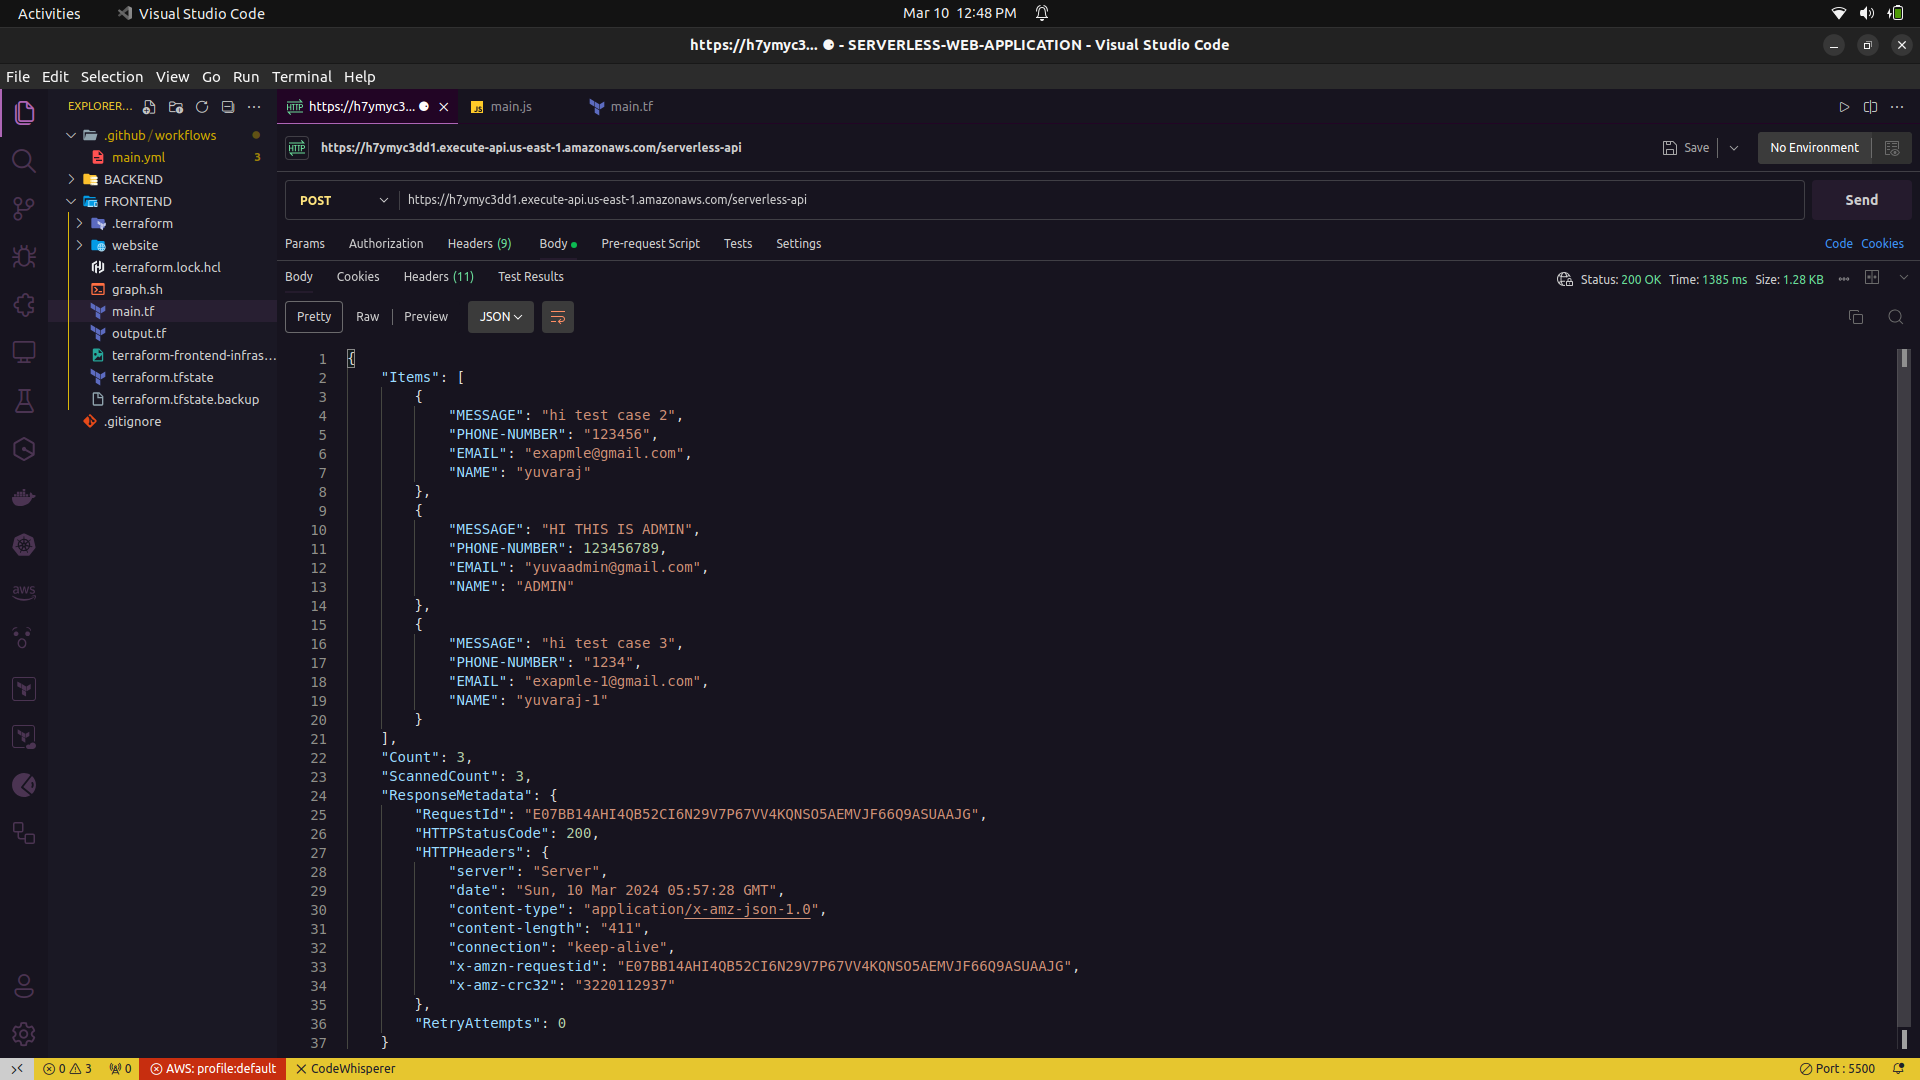 Activities Visual Studio Code Mar 10 12:48 PM
https://h7ymyc3... ● - SERVERLESS-WEB-APPLICATION - Visual Studio Code
File Edit Selection View Go Run Terminal Help
EXPLORER... ···
.github / workflows
main.yml 3
BACKEND
FRONTEND
.terraform
website
.terraform.lock.hcl
graph.sh
main.tf
output.tf
terraform-frontend-infras...
terraform.tfstate
terraform.tfstate.backup
.gitignore
aws
HTTP https://h7ymyc3... JS main.js main.tf
HTTP https://h7ymyc3dd1.execute-api.us-east-1.amazonaws.com/serverless-api Save No Environment
POST https://h7ymyc3dd1.execute-api.us-east-1.amazonaws.com/serverless-api Send
Params Authorization Headers (9) Body Pre-request Script Tests Settings Code Cookies
Body Cookies Headers (11) Test Results Status: 200 OK Time: 1385 ms Size: 1.28 KB
Pretty Raw Preview JSON
1 {
2 "Items": [
3 {
4 "MESSAGE": "hi test case 2",
5 "PHONE-NUMBER": "123456",
6 "EMAIL": "exapmle@gmail.com",
7 "NAME": "yuvaraj"
8 },
9 {
10 "MESSAGE": "HI THIS IS ADMIN",
11 "PHONE-NUMBER": 123456789,
12 "EMAIL": "yuvaadmin@gmail.com",
13 "NAME": "ADMIN"
14 },
15 {
16 "MESSAGE": "hi test case 3",
17 "PHONE-NUMBER": "1234",
18 "EMAIL": "exapmle-1@gmail.com",
19 "NAME": "yuvaraj-1"
20 }
21 ],
22 "Count": 3,
23 "ScannedCount": 3,
24 "ResponseMetadata": {
25 "RequestId": "E07BB14AHI4QB52CI6N29V7P67VV4KQNSO5AEMVJF66Q9ASUAAJG",
26 "HTTPStatusCode": 200,
27 "HTTPHeaders": {
28 "server": "Server",
29 "date": "Sun, 10 Mar 2024 05:57:28 GMT",
30 "content-type": "application/x-amz-json-1.0",
31 "content-length": "411",
32 "connection": "keep-alive",
33 "x-amzn-requestid": "E07BB14AHI4QB52CI6N29V7P67VV4KQNSO5AEMVJF66Q9ASUAAJG",
34 "x-amz-crc32": "3220112937"
35 },
36 "RetryAttempts": 0
37 }
0 3 0 AWS: profile:default CodeWhisperer Port : 5500